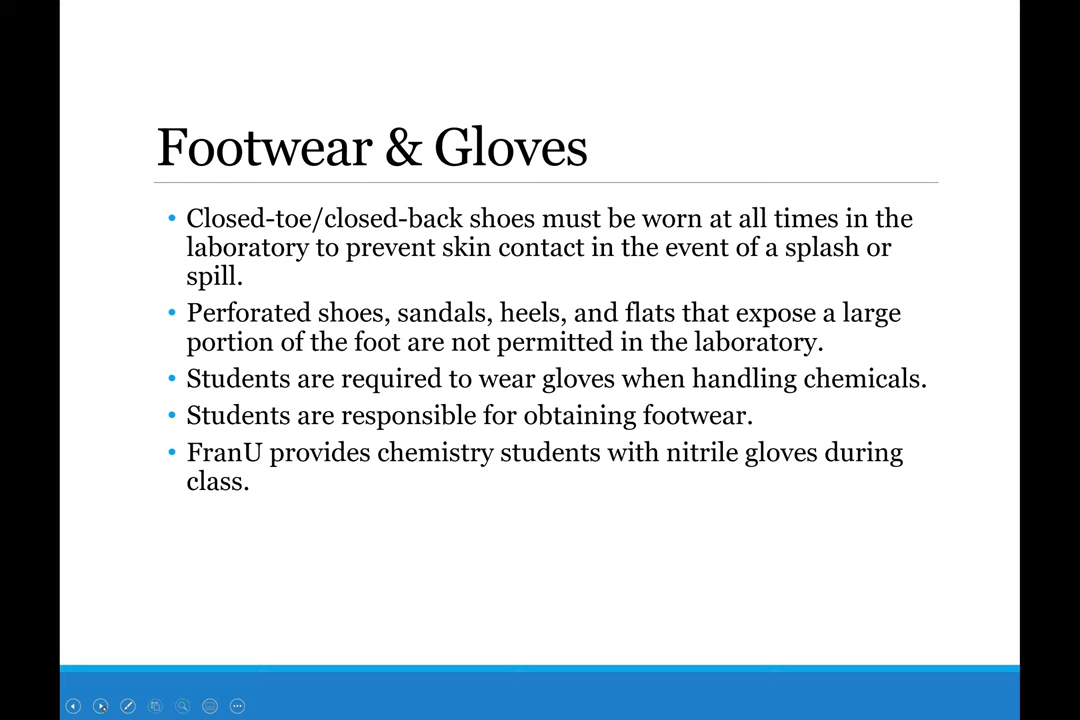 Footwear & Gloves
• Closed-toe/closed-back shoes must be worn at all times in the
laboratory to prevent skin contact in the event of a splash or
spill.
• Perforated shoes, sandals, heels, and flats that expose a large
portion of the foot are not permitted in the laboratory.
• Students are required to wear gloves when handling chemicals.
• Students are responsible for obtaining footwear.
• FranU provides chemistry students with nitrile gloves during
class.